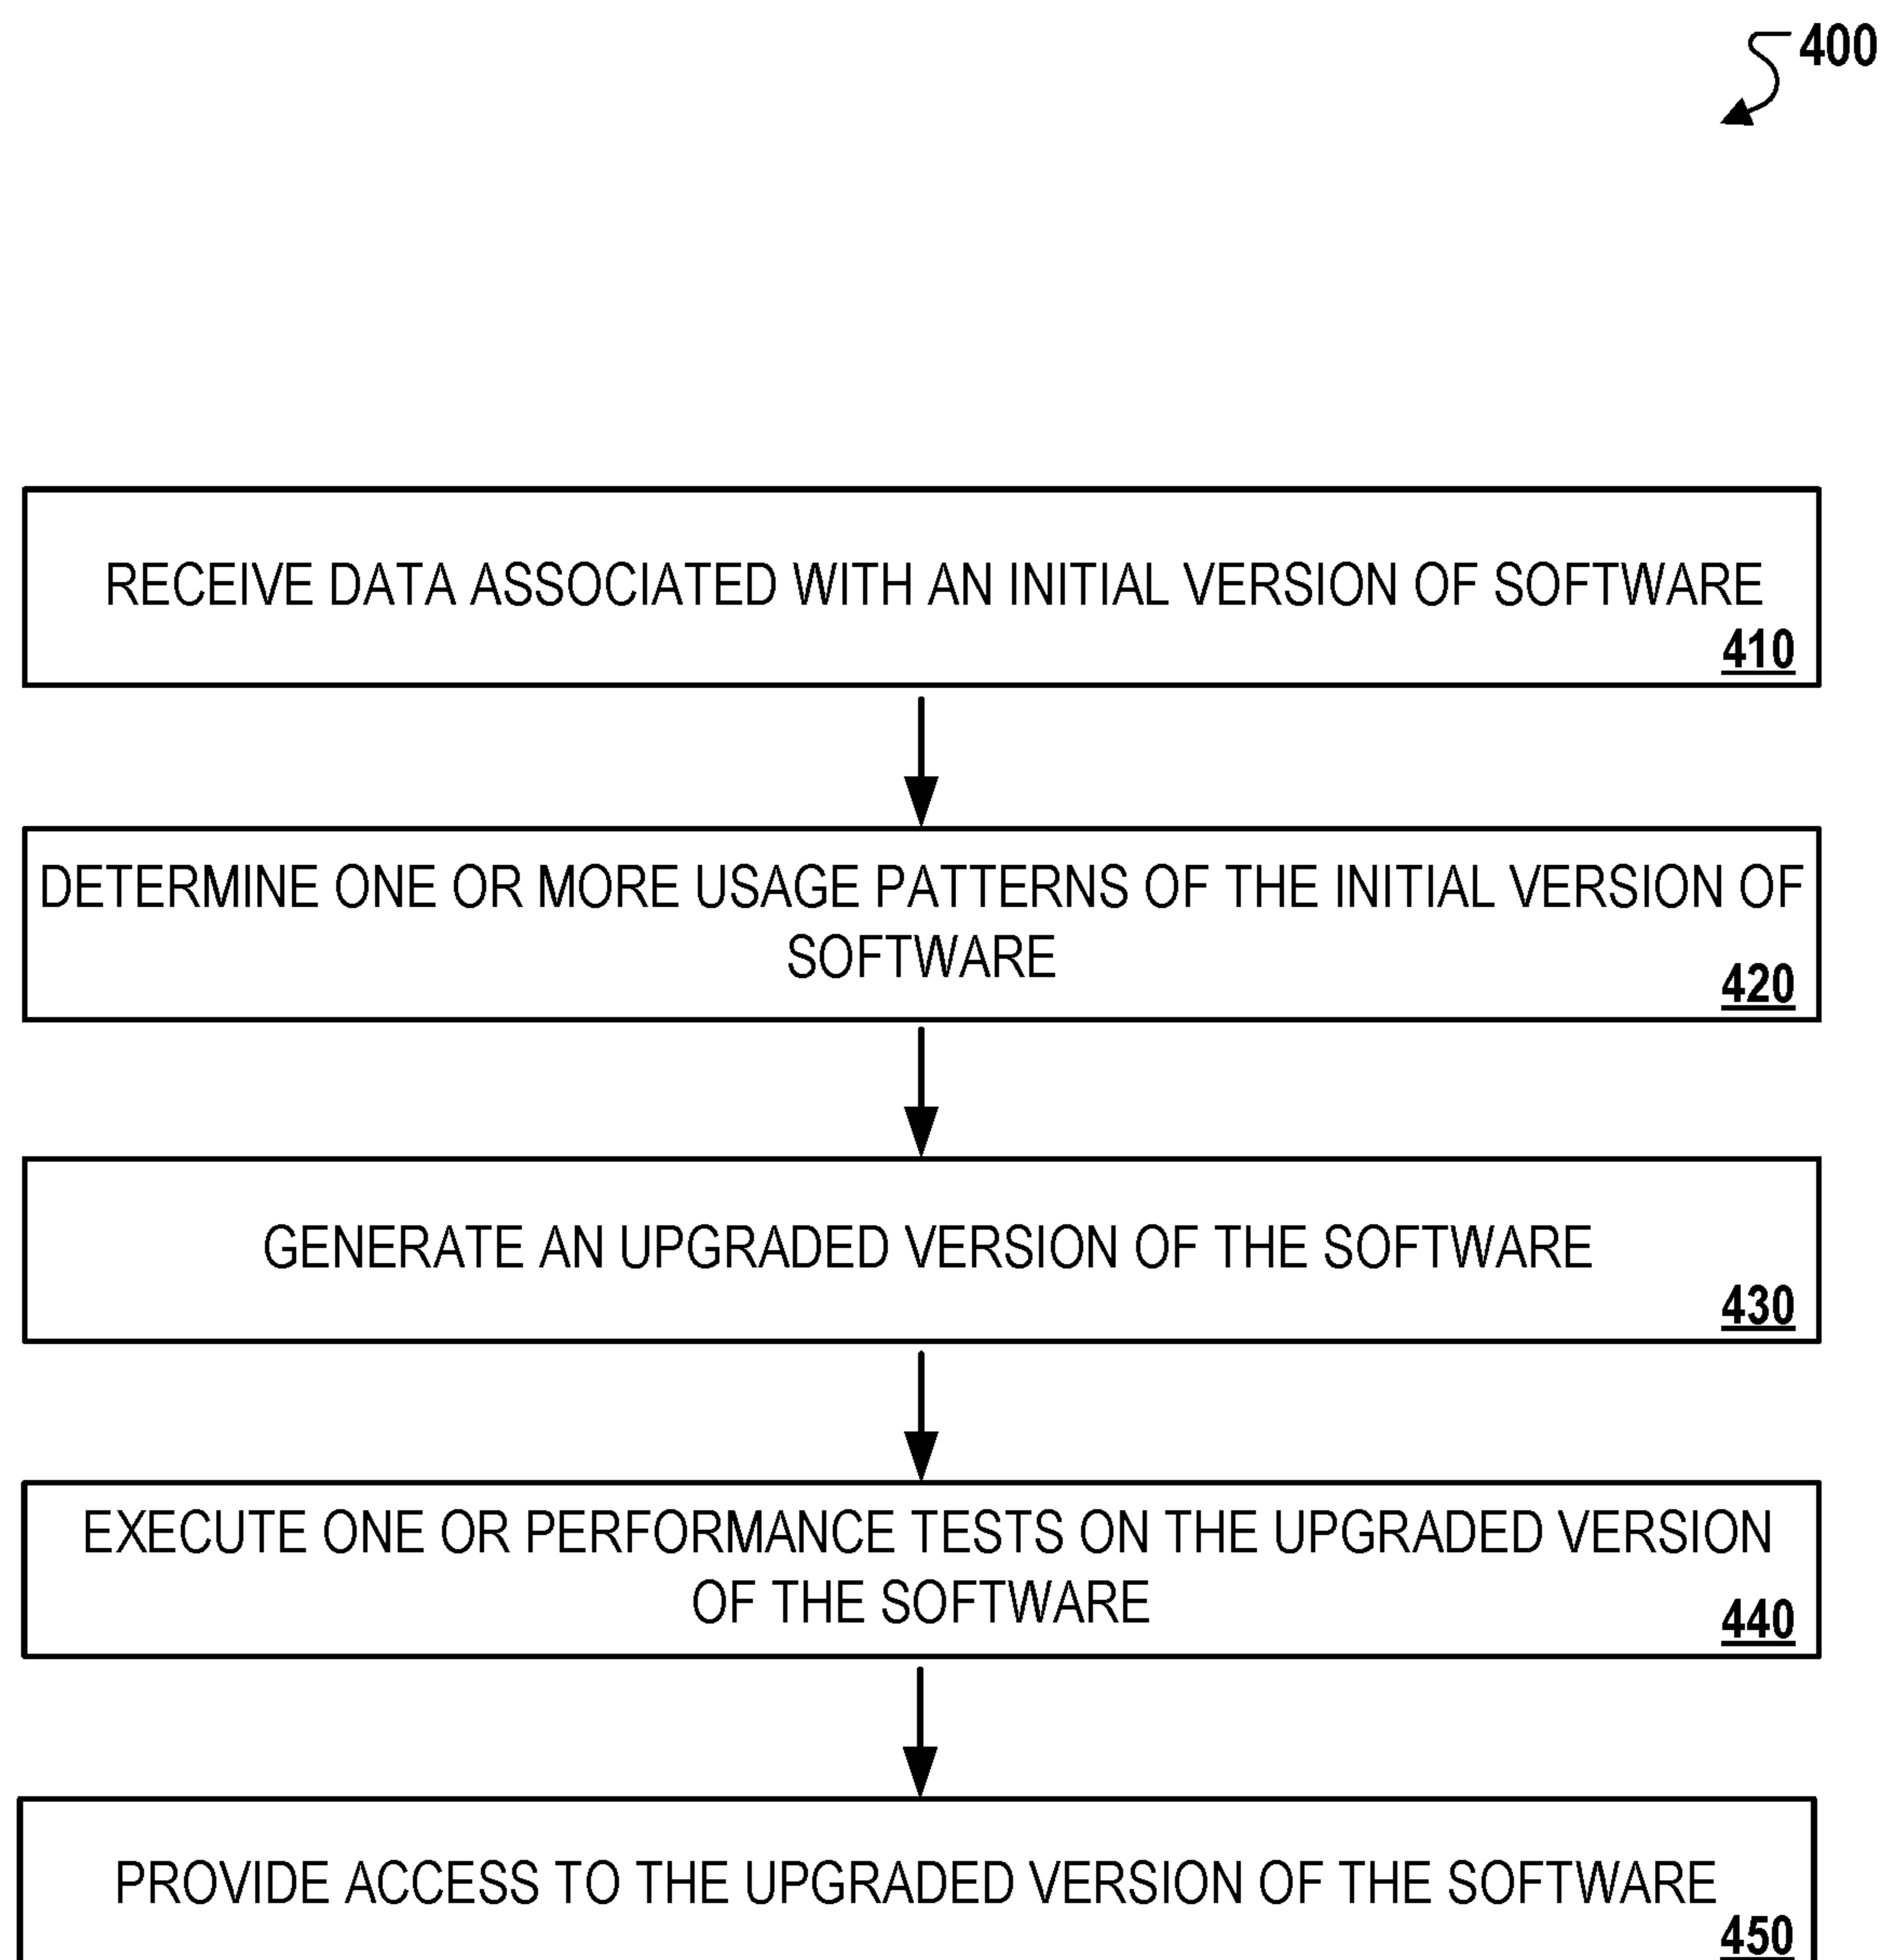 400
RECEIVE DATA ASSOCIATED WITH AN INITIAL VERSION OF SOFTWARE
410
DETERMINE ONE OR MORE USAGE PATTERNS OF THE INITIAL VERSION OF
SOFTWARE
420
GENERATE AN UPGRADED VERSION OF THE SOFTWARE
430
EXECUTE ONE OR PERFORMANCE TESTS ON THE UPGRADED VERSION
OF THE SOFTWARE
440
PROVIDE ACCESS TO THE UPGRADED VERSION OF THE SOFTWARE
450